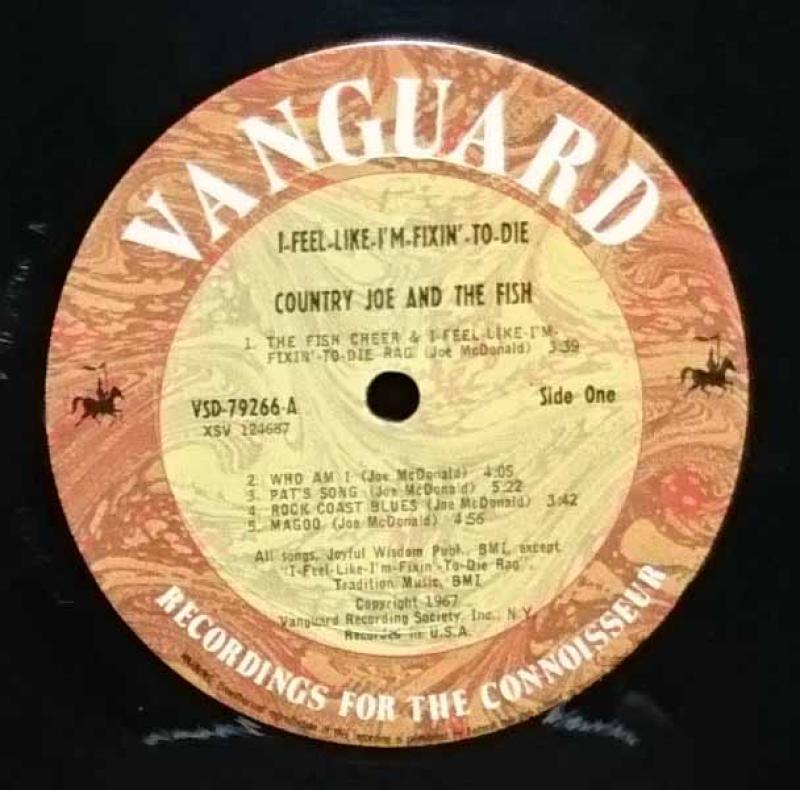 VANGUARD
I-FEEL-LIKE-I'M-FIXIN'-TO-DIE
COUNTRY JOE AND THE FISH
1. THE FISH CHEER & I-FEEL-LIKE-I'M-
FIXIN'-TO-DIE RAG (Joe McDonald) 3:39
VSD-79266-A
Side One
XSV 124687
2. WHO AM I (Joe McDonald) 4:05
3. PAT'S SONG (Joe McDonald) 5:22
4. ROCK COAST BLUES (Joe McDonald) 3:42
5. MAGOO (Joe McDonald) 4:56
All songs, Joyful Wisdom Publ., BMI, except
"I-Feel-Like-I'm-Fixin'-To-Die Rag",
Tradition Music, BMI
Copyright 1967
Vanguard Recording Society, Inc., N.Y.
Recorded in U.S.A.
RECORDINGS FOR THE CONNOISSEUR